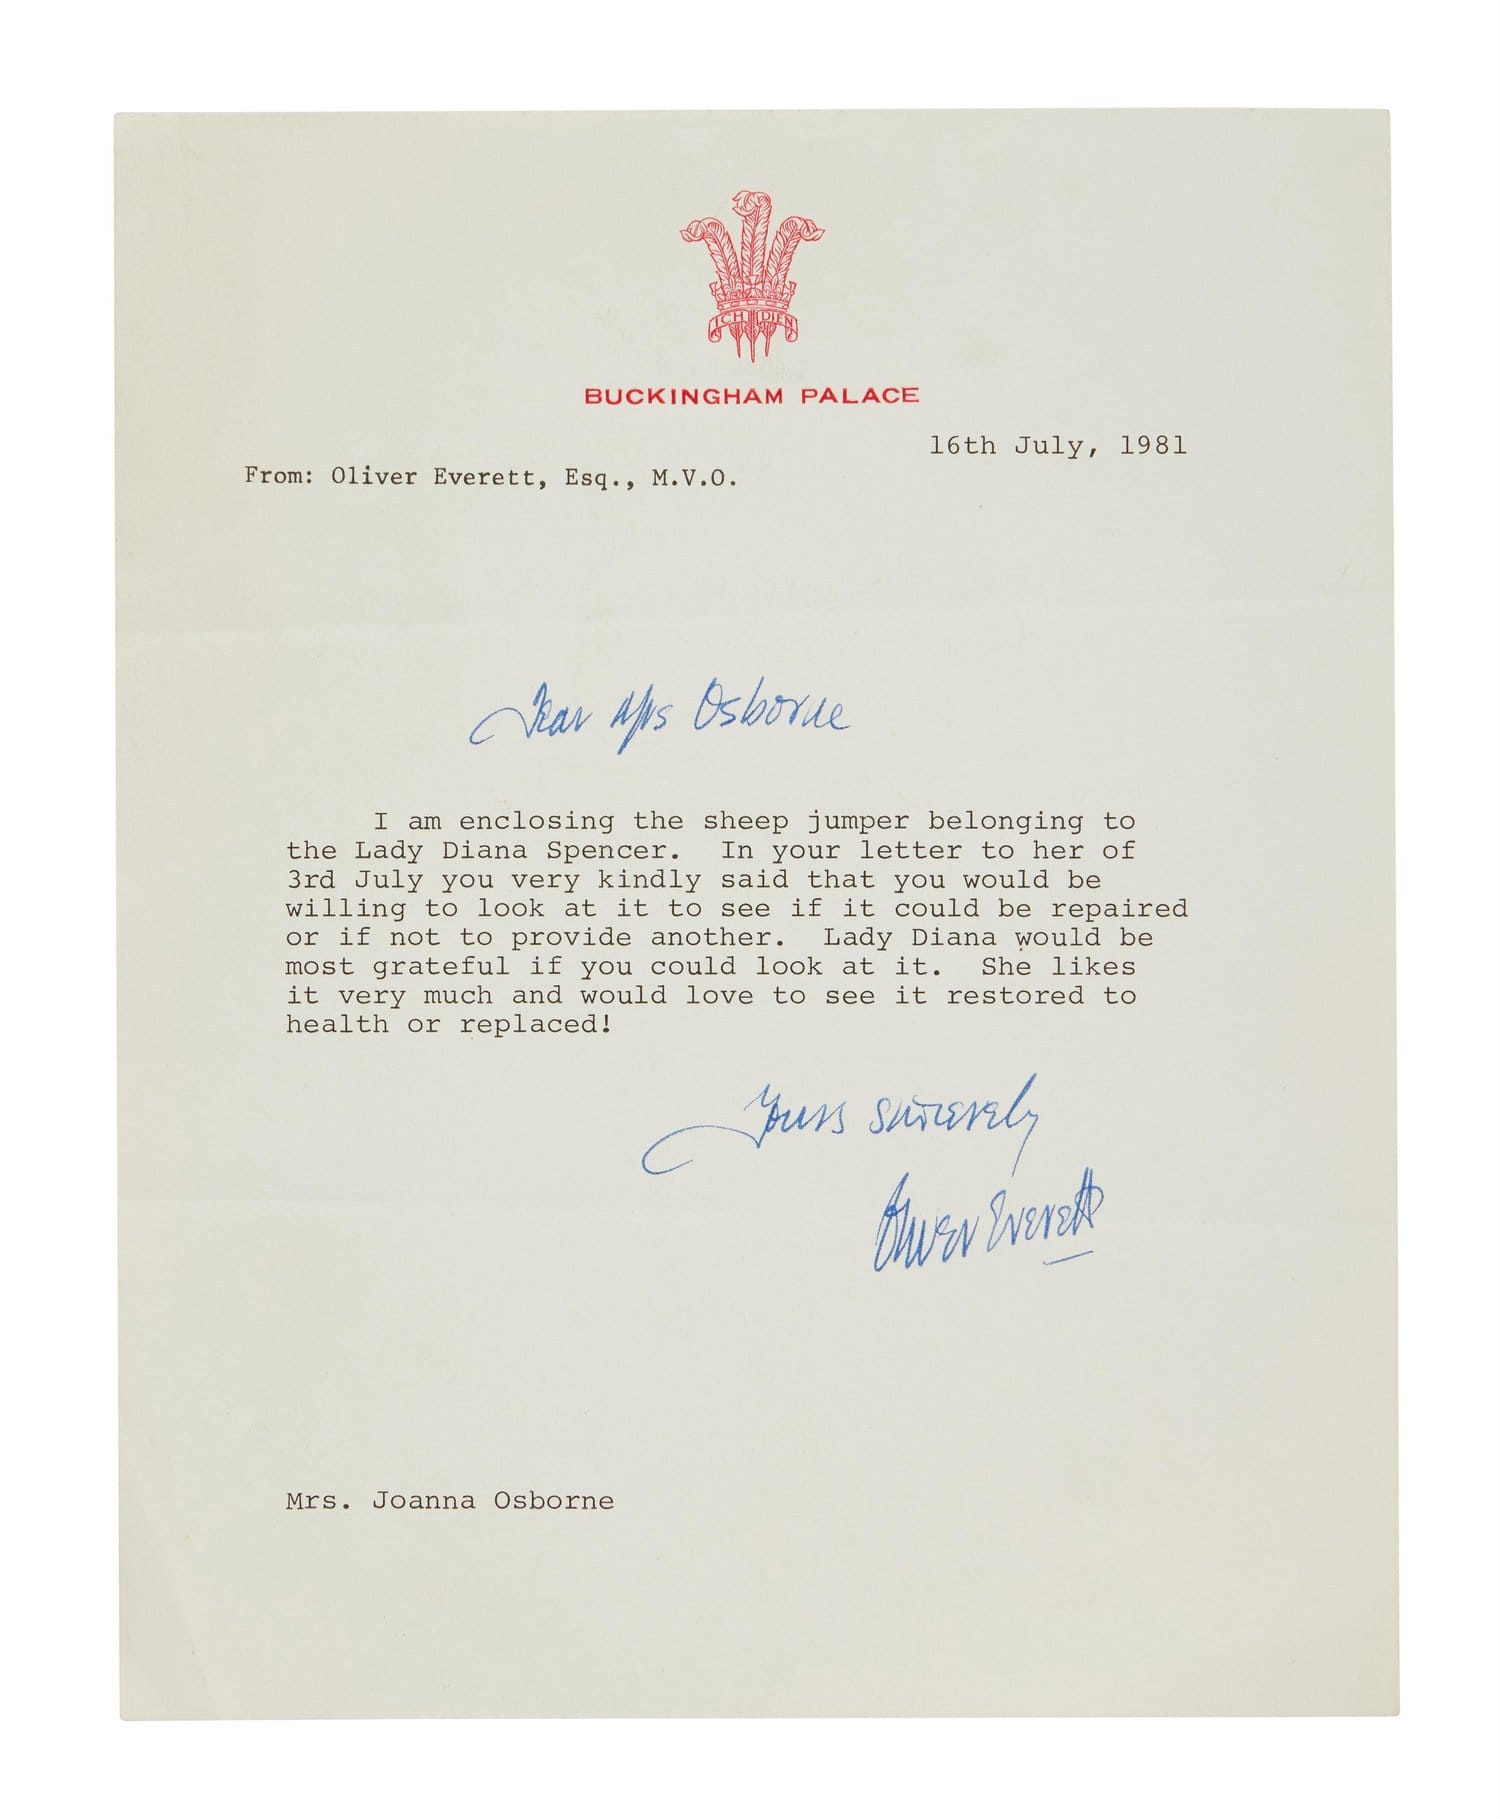 ICH DIEN
BUCKINGHAM PALACE
16th July, 1981
From: Oliver Everett, Esq., M.V.O.
Dear Mrs Osborne
I am enclosing the sheep jumper belonging to
the Lady Diana Spencer. In your letter to her of
3rd July you very kindly said that you would be
willing to look at it to see if it could be repaired
or if not to provide another. Lady Diana would be
most grateful if you could look at it. She likes
it very much and would love to see it restored to
health or replaced!
Yours sincerely
Oliver Everett
Mrs. Joanna Osborne